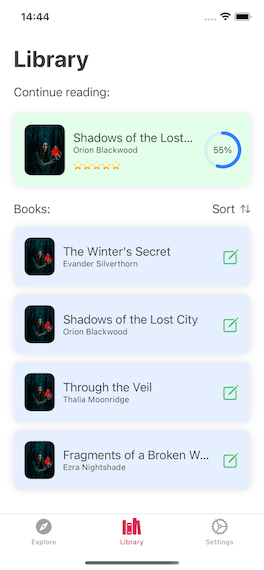 14:44
Library
Continue reading:
Shadows of the Lost...
Orion Blackwood
55%
Books:
Sort
The Winter's Secret
Evander Silverthorn
Shadows of the Lost City
Orion Blackwood
Through the Veil
Thalia Moonridge
Fragments of a Broken W...
Ezra Nightshade
Explore
Library
Settings